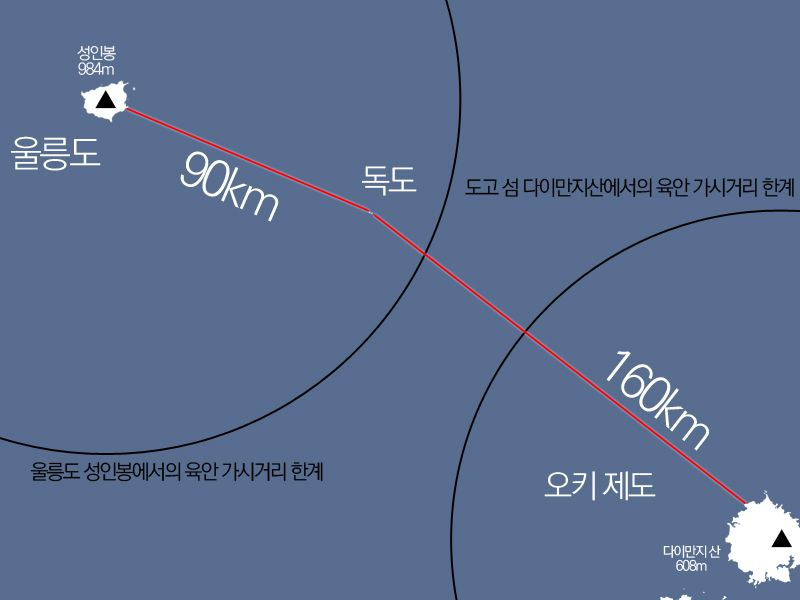 성인봉
984m
울릉도
90km
독도
도고 섬 다이만지산에서의 육안 가시거리 한계
160km
울릉도 성인봉에서의 육안 가시거리 한계
오키 제도
다이만지 산
608m